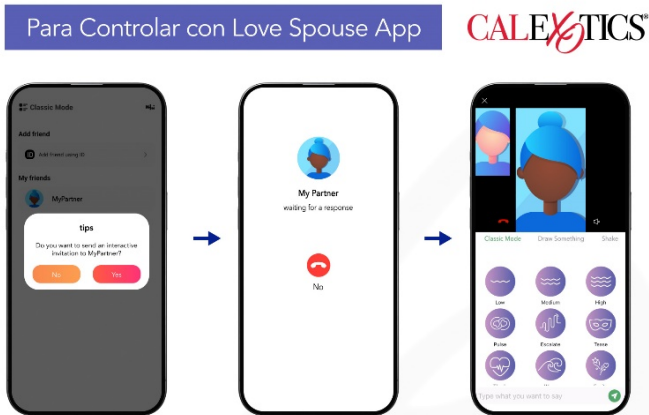 Para Controlar con Love Spouse App
CALEXOTICS®
Classic Mode
Add friend
Add friend using ID
My friends
MyPartner
tips
Do you want to send an interactive
invitation to MyPartner?
No
Yes
My Partner
waiting for a response
No
Classic Mode
Draw Something
Shake
Low
Medium
High
Pulse
Escalate
Tease
Type what you want to say